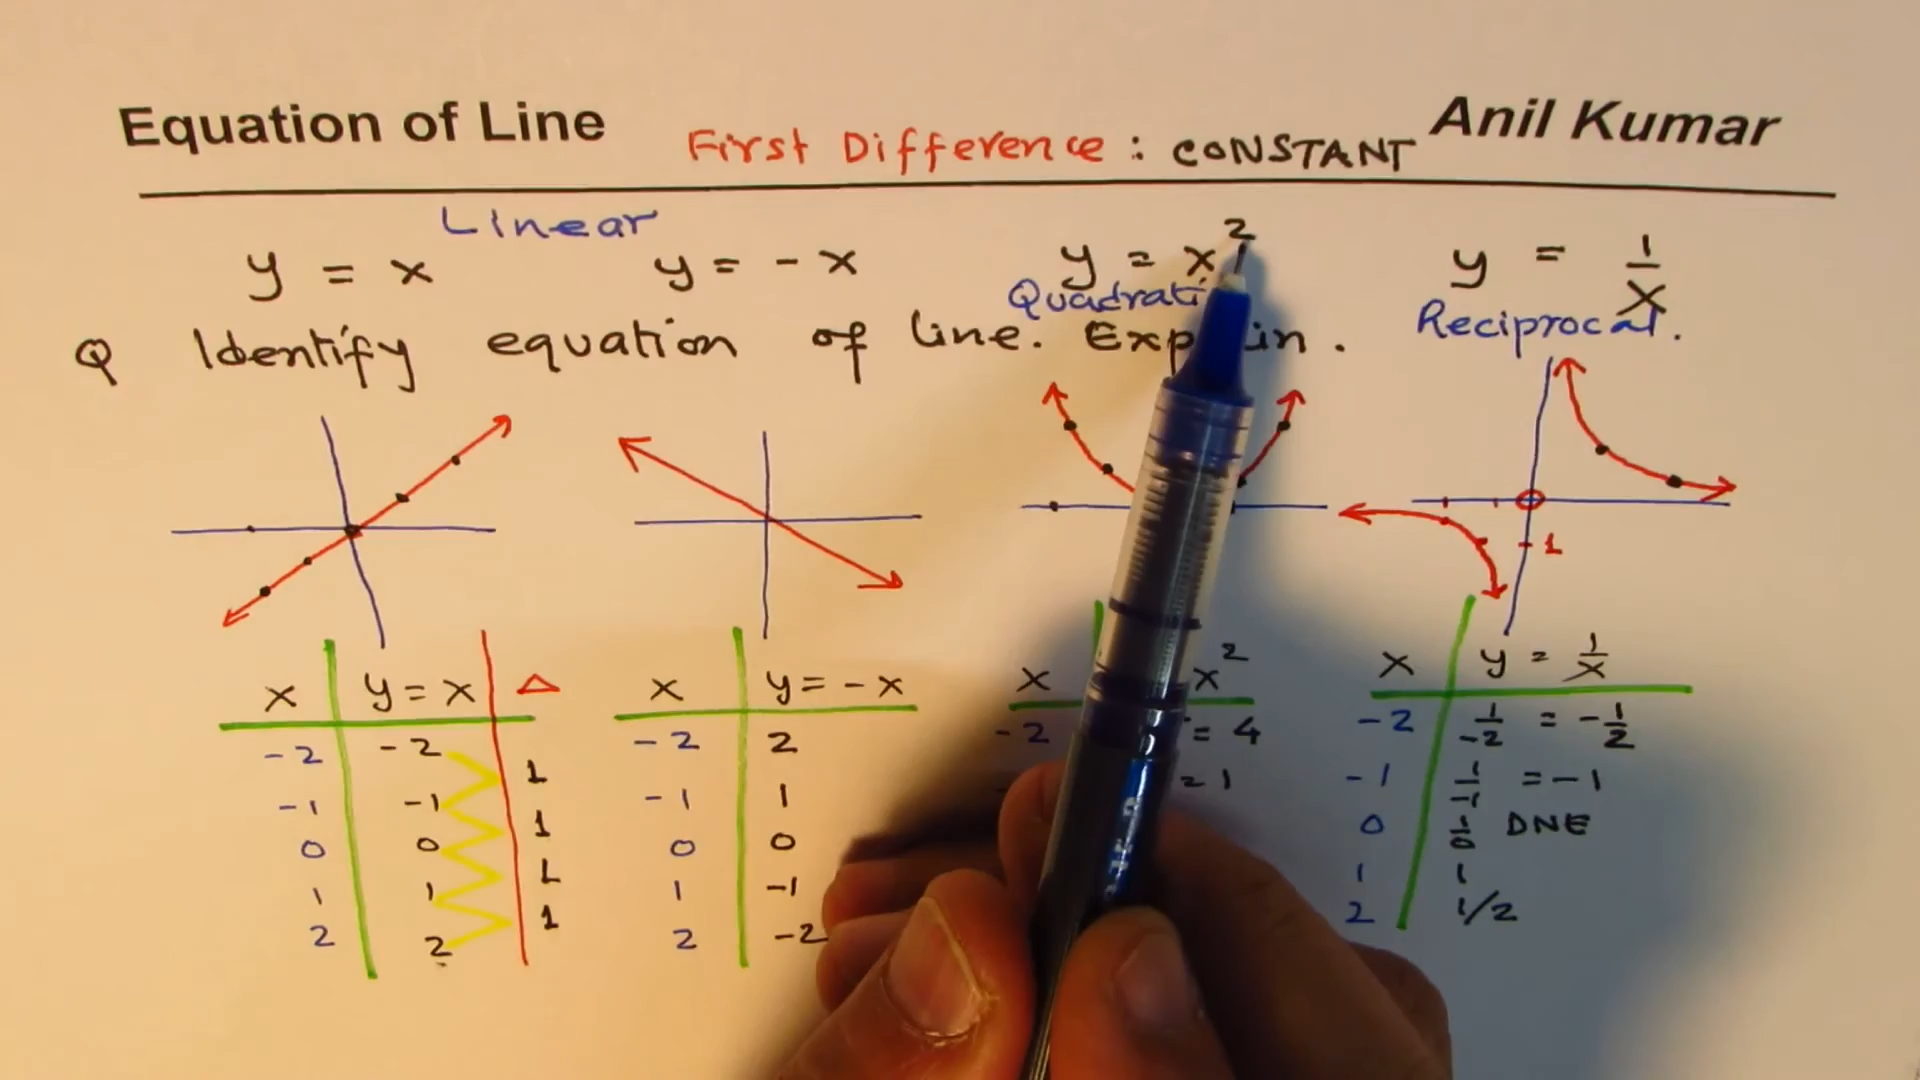 Equation of Line
First Difference : CONSTANT
Anil Kumar
Linear
y = x
y = - x
y = x²
y = 1/x
Reciprocal.
Q Identify equation of line.
1
x y = x Δ
-2 -2
-1 -1
0 0
1 1
2 2
1
1
1
1
x y = - x
-2 2
-1 1
0 0
1 -1
2 -2
x x²
-2 = 4
= 1
x y = 1/x
-2 1/-2 = -1/2
-1 1/-1 = -1
0 1/0 DNE
1 1
2 1/2